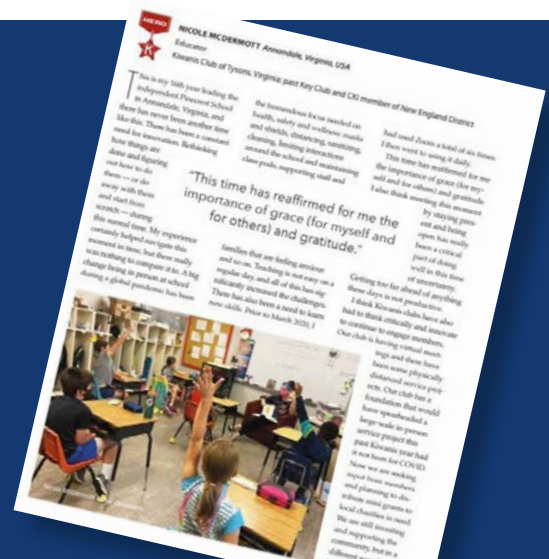 HERO
K
NICOLE MCDERMOTT Annandale, Virginia, USA
Educator
Kiwanis Club of Tysons, Virginia; past Key Club and CKI member of New England District
This is my 16th year leading the
independent Pinecrest School
in Annandale, Virginia, and
there has never been another time
like this. There has been a constant
need for innovation. Rethinking
how things are
done and figuring
out how to do
them — or do
away with them
and start from
scratch — during
this unusual time. My experience
certainly helped navigate this
moment in time, but there really
was nothing to compare it to. A big
change being in person at school
during a global pandemic has been
the tremendous focus needed on
health, safety and wellness: masks
and shields, distancing, sanitizing,
cleaning, limiting interactions
around the school and maintaining
class pods, supporting staff and
"This time has reaffirmed for me the
importance of grace (for myself and
for others) and gratitude."
families that are feeling anxious
and so on. Teaching is not easy on a
regular day, and all of this has sig-
nificantly increased the challenges.
There has also been a need to learn
new skills. Prior to March 2020, I
had used Zoom a total of six times.
I then went to using it daily.
This time has reaffirmed for me
the importance of grace (for my-
self and for others) and gratitude.
I also think meeting this moment
by staying pres-
ent and being
open has really
been a critical
part of doing
well in this time
of uncertainty.
Getting too far ahead of anything
these days is not productive.
I think Kiwanis clubs have also
had to think critically and innovate
to continue to engage members.
Our club is having virtual meet-
ings and there have
been some physically
distanced service proj-
ects. Our club has a
foundation that would
have spearheaded a
large-scale in-person
service project this
past Kiwanis year had
it not been for COVID.
Now we are seeking
input from members
and planning to dis-
tribute mini grants to
local charities in need.
We are still investing
and supporting the
community, but in a